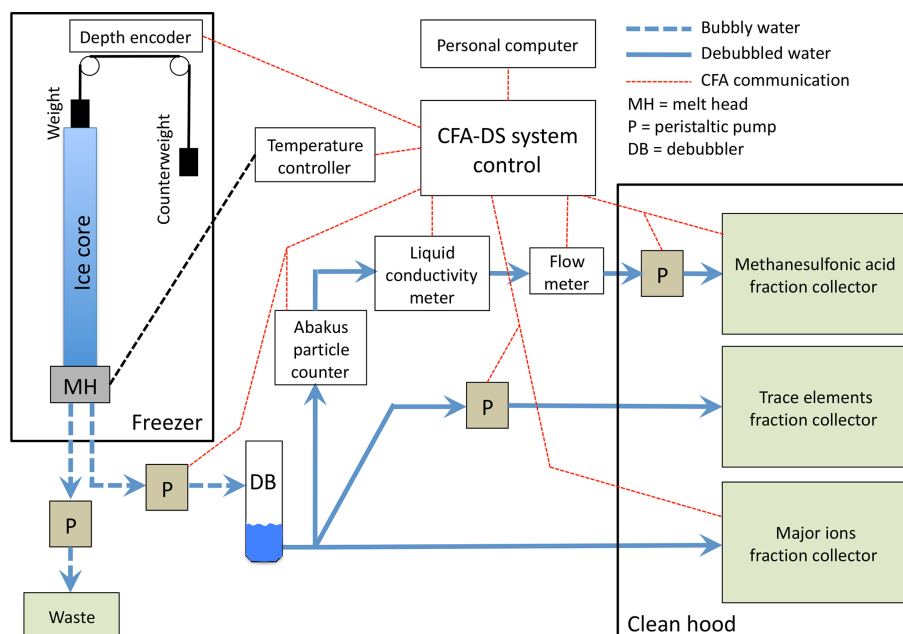 Depth encoder
Personal computer
Bubbly water
Debubbled water
CFA communication
MH = melt head
P = peristaltic pump
DB = debubbler
Weight
Counterweight
Temperature
controller
CFA-DS system
control
Ice core
Liquid
conductivity
meter
Flow
meter
P
Methanesulfonic acid
fraction collector
Abakus
particle
counter
MH
Freezer
P
Trace elements
fraction collector
P
DB
P
Major ions
fraction collector
Waste
Clean hood